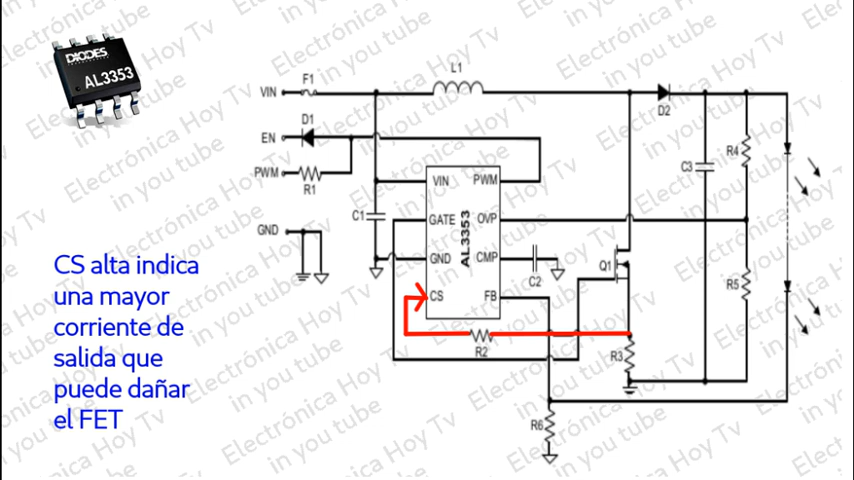 DIODES
AL3353
Electrónica Hoy Tv
in you tube
VIN
F1
L1
D2
EN
D1
PWM
R1
GND
C1
VIN
PWM
GATE
OVP
GND
CMP
CS
FB
AL3353
C2
Q1
C3
R4
R5
R2
R3
R6
CS alta indica
una mayor
corriente de
salida que
puede dañar
el FET